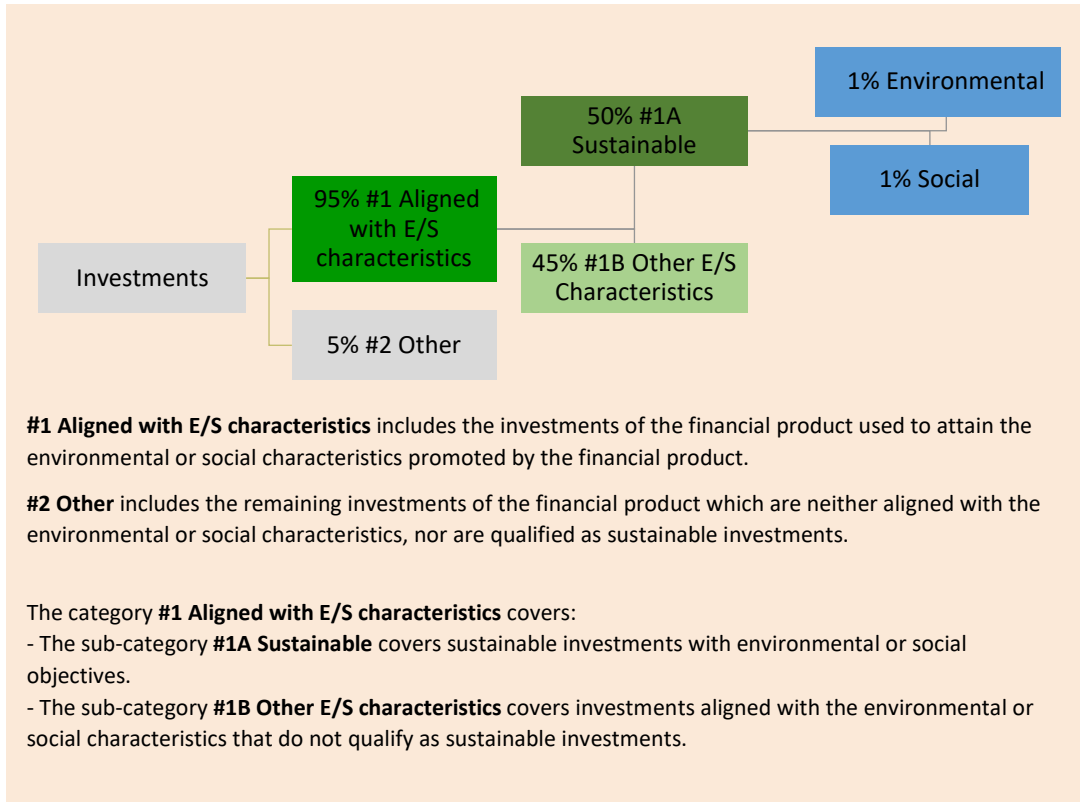 1% Environmental
50% #1A
Sustainable
1% Social
95% #1 Aligned
with E/S
characteristics
Investments
45% #1B Other E/S
Characteristics
5% #2 Other
#1 Aligned with E/S characteristics includes the investments of the financial product used to attain the
environmental or social characteristics promoted by the financial product.
#2 Other includes the remaining investments of the financial product which are neither aligned with the
environmental or social characteristics, nor are qualified as sustainable investments.
The category #1 Aligned with E/S characteristics covers:
- The sub-category #1A Sustainable covers sustainable investments with environmental or social
objectives.
- The sub-category #1B Other E/S characteristics covers investments aligned with the environmental or
social characteristics that do not qualify as sustainable investments.